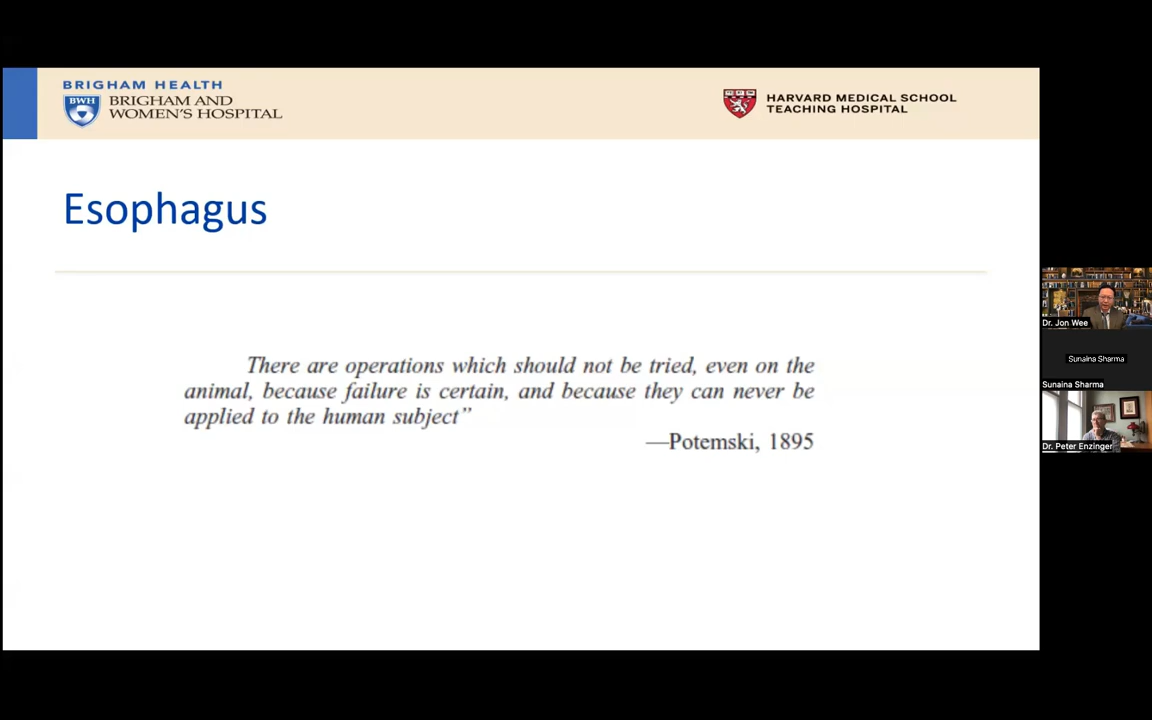 BRIGHAM HEALTH
BWH
BRIGHAM AND
WOMEN'S HOSPITAL
HARVARD MEDICAL SCHOOL
TEACHING HOSPITAL
Esophagus
There are operations which should not be tried, even on the
animal, because failure is certain, and because they can never be
applied to the human subject”
—Potemski, 1895
Dr. Jon Wee
Sunaina Sharma
Sunaina Sharma
Dr. Peter Enzinger